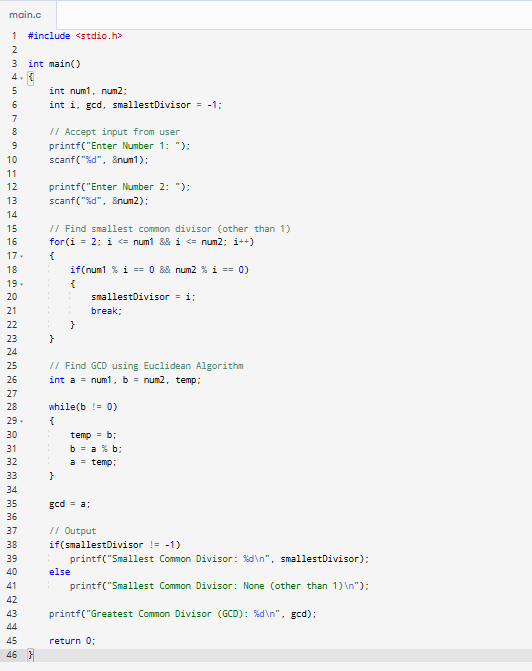 main.c
1 #include <stdio.h>
2
3 int main()
4 {
5     int num1, num2;
6     int i, gcd, smallestDivisor = -1;
7
8     // Accept input from user
9     printf("Enter Number 1: ");
10     scanf("%d", &num1);
11
12     printf("Enter Number 2: ");
13     scanf("%d", &num2);
14
15     // Find smallest common divisor (other than 1)
16     for(i = 2; i <= num1 && i <= num2; i++)
17     {
18         if(num1 % i == 0 && num2 % i == 0)
19         {
20             smallestDivisor = i;
21             break;
22         }
23     }
24
25     // Find GCD using Euclidean Algorithm
26     int a = num1, b = num2, temp;
27
28     while(b != 0)
29     {
30         temp = b;
31         b = a % b;
32         a = temp;
33     }
34
35     gcd = a;
36
37     // Output
38     if(smallestDivisor != -1)
39         printf("Smallest Common Divisor: %d\n", smallestDivisor);
40     else
41         printf("Smallest Common Divisor: None (other than 1)\n");
42
43     printf("Greatest Common Divisor (GCD): %d\n", gcd);
44
45     return 0;
46 }